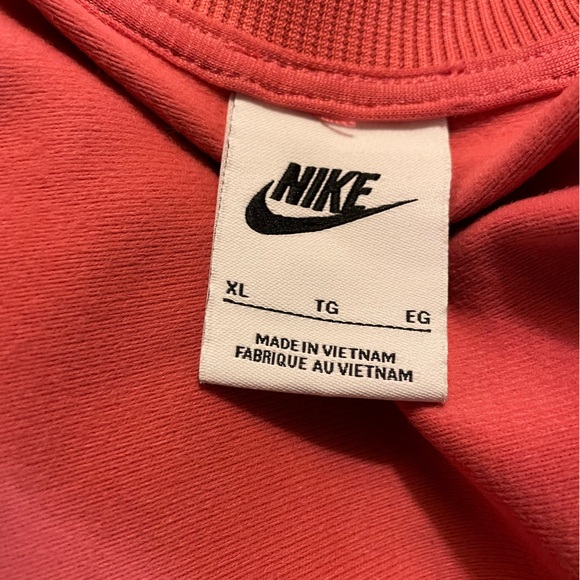 NIKE
XL TG EG
MADE IN VIETNAM
FABRIQUE AU VIETNAM